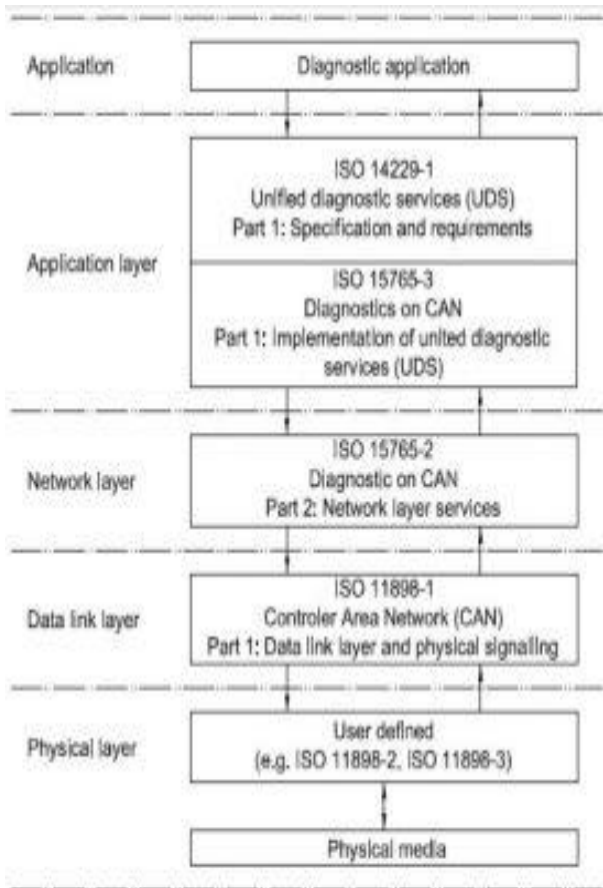 Application
Diagnostic application
Application layer
ISO 14229-1
Unified diagnostic services (UDS)
Part 1: Specification and requirements
ISO 15765-3
Diagnostics on CAN
Part 1: Implementation of united diagnostic
services (UDS)
Network layer
ISO 15765-2
Diagnostic on CAN
Part 2: Network layer services
Data link layer
ISO 11898-1
Controler Area Network (CAN)
Part 1: Data link layer and physical signalling
Physical layer
User defined
(e.g. ISO 11898-2, ISO 11898-3)
Physical media